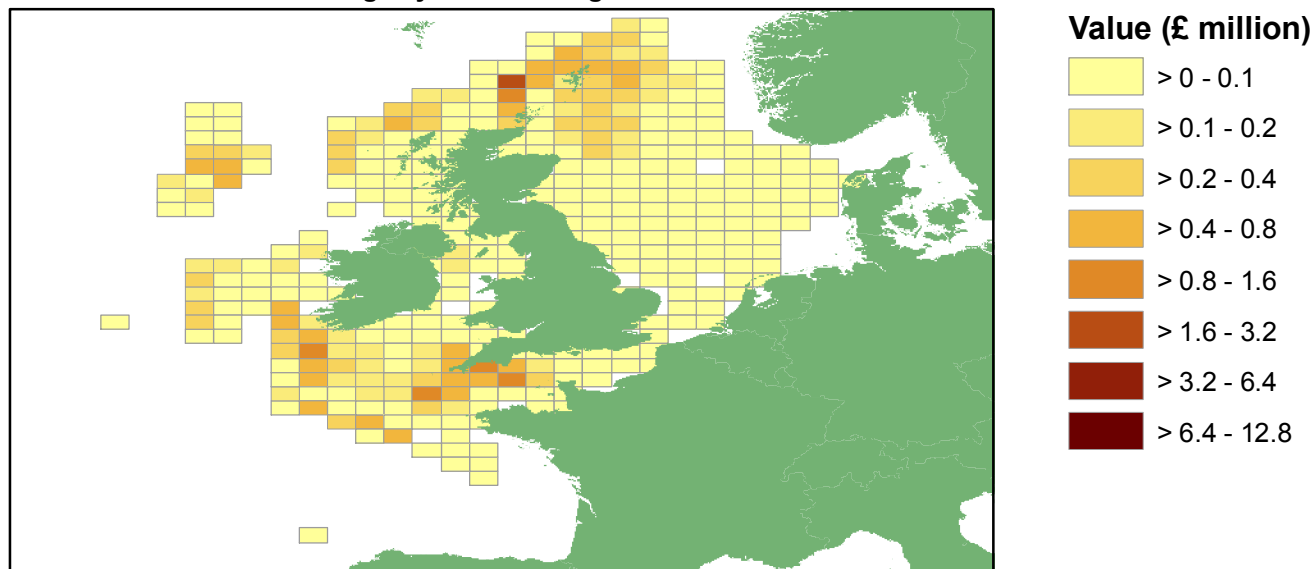 Value (£ million)
> 0 - 0.1
> 0.1 - 0.2
> 0.2 - 0.4
> 0.4 - 0.8
> 0.8 - 1.6
> 1.6 - 3.2
> 3.2 - 6.4
> 6.4 - 12.8